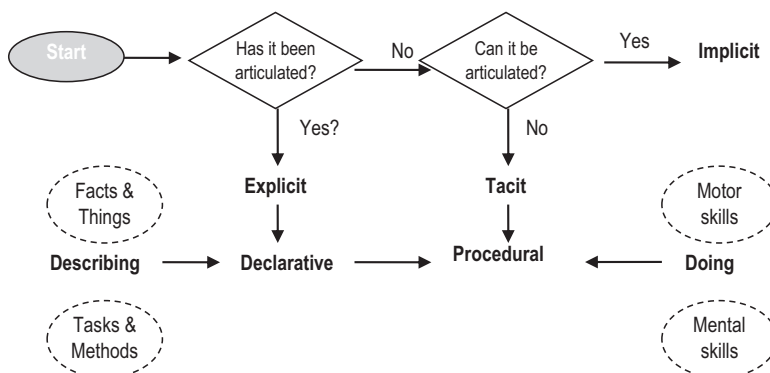 Start
Has it been
articulated?
No
Can it be
articulated?
Yes
Implicit
Yes?
No
Explicit
Tacit
Facts &
Things
Motor
skills
Describing
Declarative
Procedural
Doing
Tasks &
Methods
Mental
skills